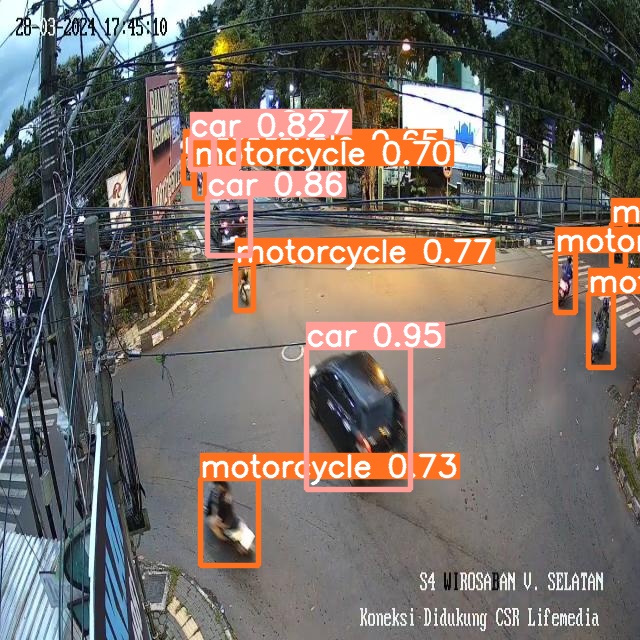 28-03-2024 17:45:10
car 0.82
motorcycle 0.70
car 0.86
motorcycle 0.77
car 0.95
motorcycle 0.73
S4 WIROSABAN V. SELATAN
Koneksi Didukung CSR Lifemedia